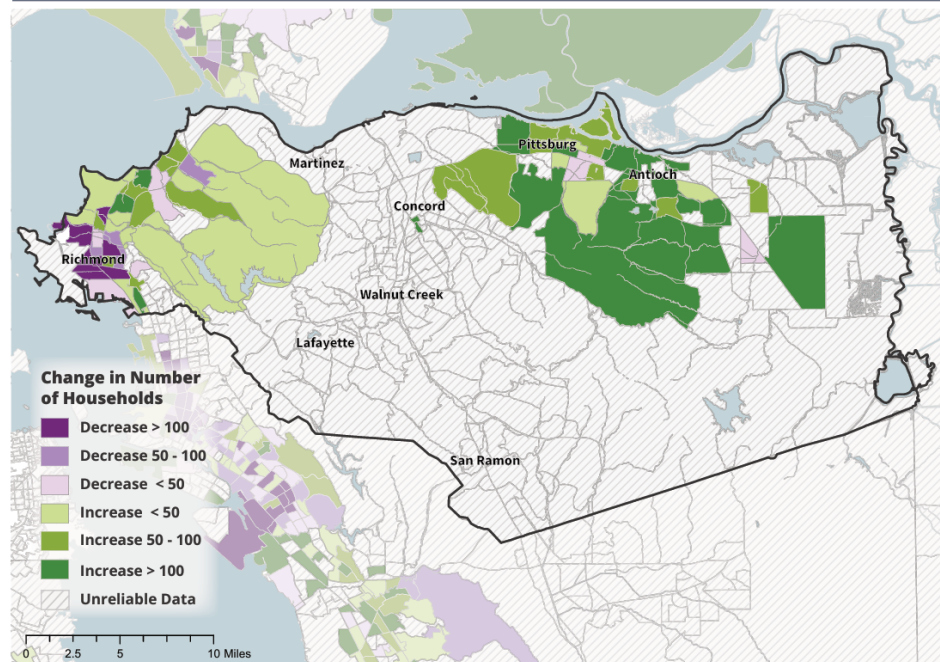 Pittsburg
Martinez
Antioch
Concord
Richmond
Walnut Creek
Lafayette
San Ramon
Change in Number
of Households
Decrease > 100
Decrease 50 - 100
Decrease < 50
Increase < 50
Increase 50 - 100
Increase > 100
Unreliable Data
0 2.5 5 10 Miles